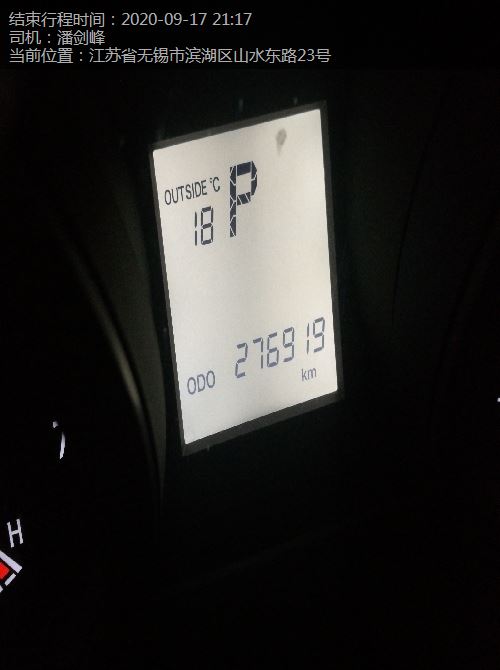 结束行程时间：2020-09-17 21:17
司机：潘剑峰
当前位置：江苏省无锡市滨湖区山水东路23号
OUTSIDE °C P
18
ODO 276919
km
H